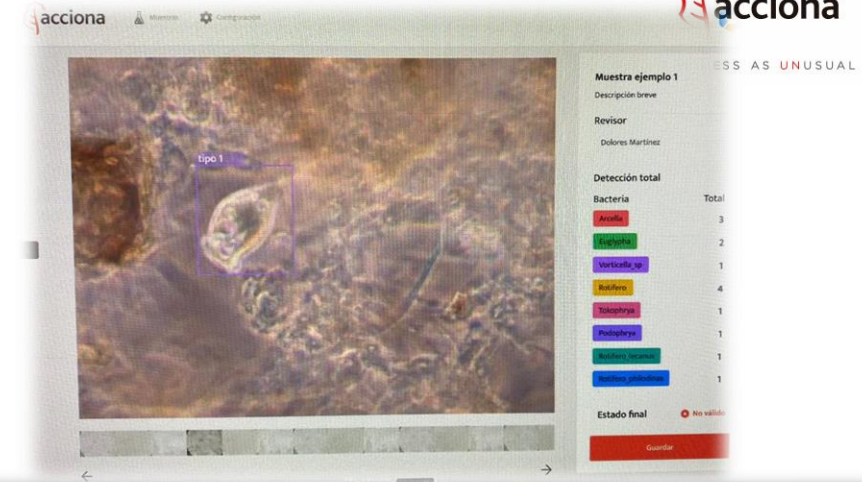 acciona
acciona
Muestras
Configuración
ESS AS UNUSUAL
tipo 1
Muestra ejemplo 1
Descripción breve
Revisor
Dolores Martínez
Detección total
Bacteria Total
Arcella 3
Euglypha 2
Vorticella_sp 1
Rotifero 4
Tokophrya 1
Podophrya 1
1
1
Estado final No válido
Guardar